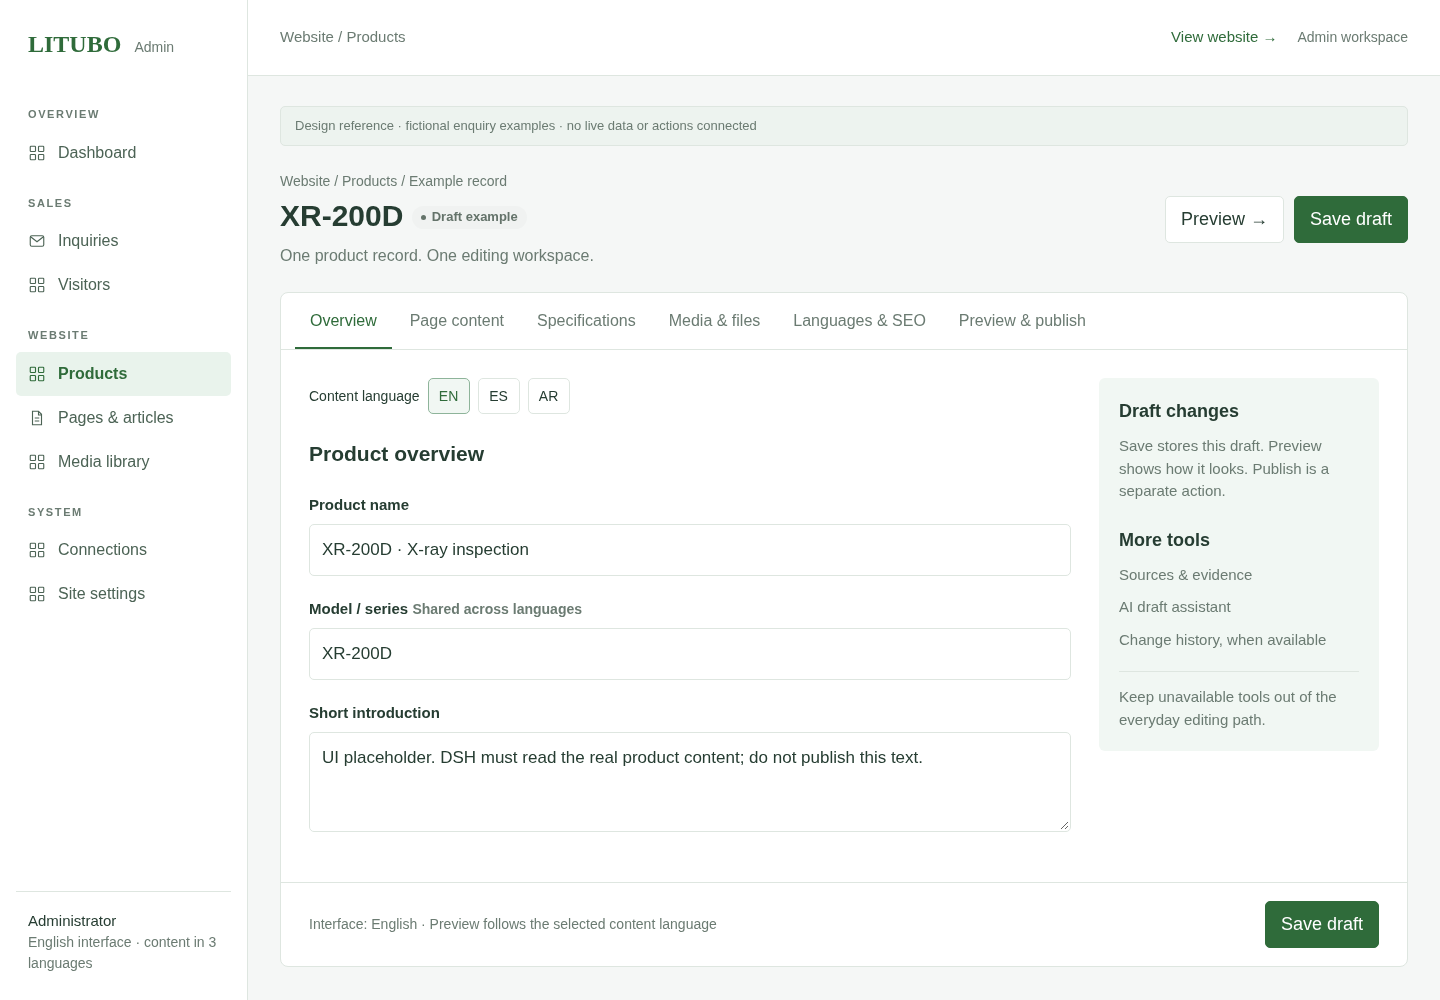 LITUBO Admin
OVERVIEW
Dashboard
SALES
Inquiries
Visitors
WEBSITE
Products
Pages & articles
Media library
SYSTEM
Connections
Site settings
Administrator
English interface · content in 3
languages
Website / Products
View website →
Admin workspace
Design reference · fictional enquiry examples · no live data or actions connected
Website / Products / Example record
XR-200D
Draft example
One product record. One editing workspace.
Preview →
Save draft
Overview
Page content
Specifications
Media & files
Languages & SEO
Preview & publish
Content language EN ES AR
Product overview
Product name
XR-200D · X-ray inspection
Model / series Shared across languages
XR-200D
Short introduction
UI placeholder. DSH must read the real product content; do not publish this text.
Draft changes
Save stores this draft. Preview
shows how it looks. Publish is a
separate action.
More tools
Sources & evidence
AI draft assistant
Change history, when available
Keep unavailable tools out of the
everyday editing path.
Interface: English · Preview follows the selected content language
Save draft